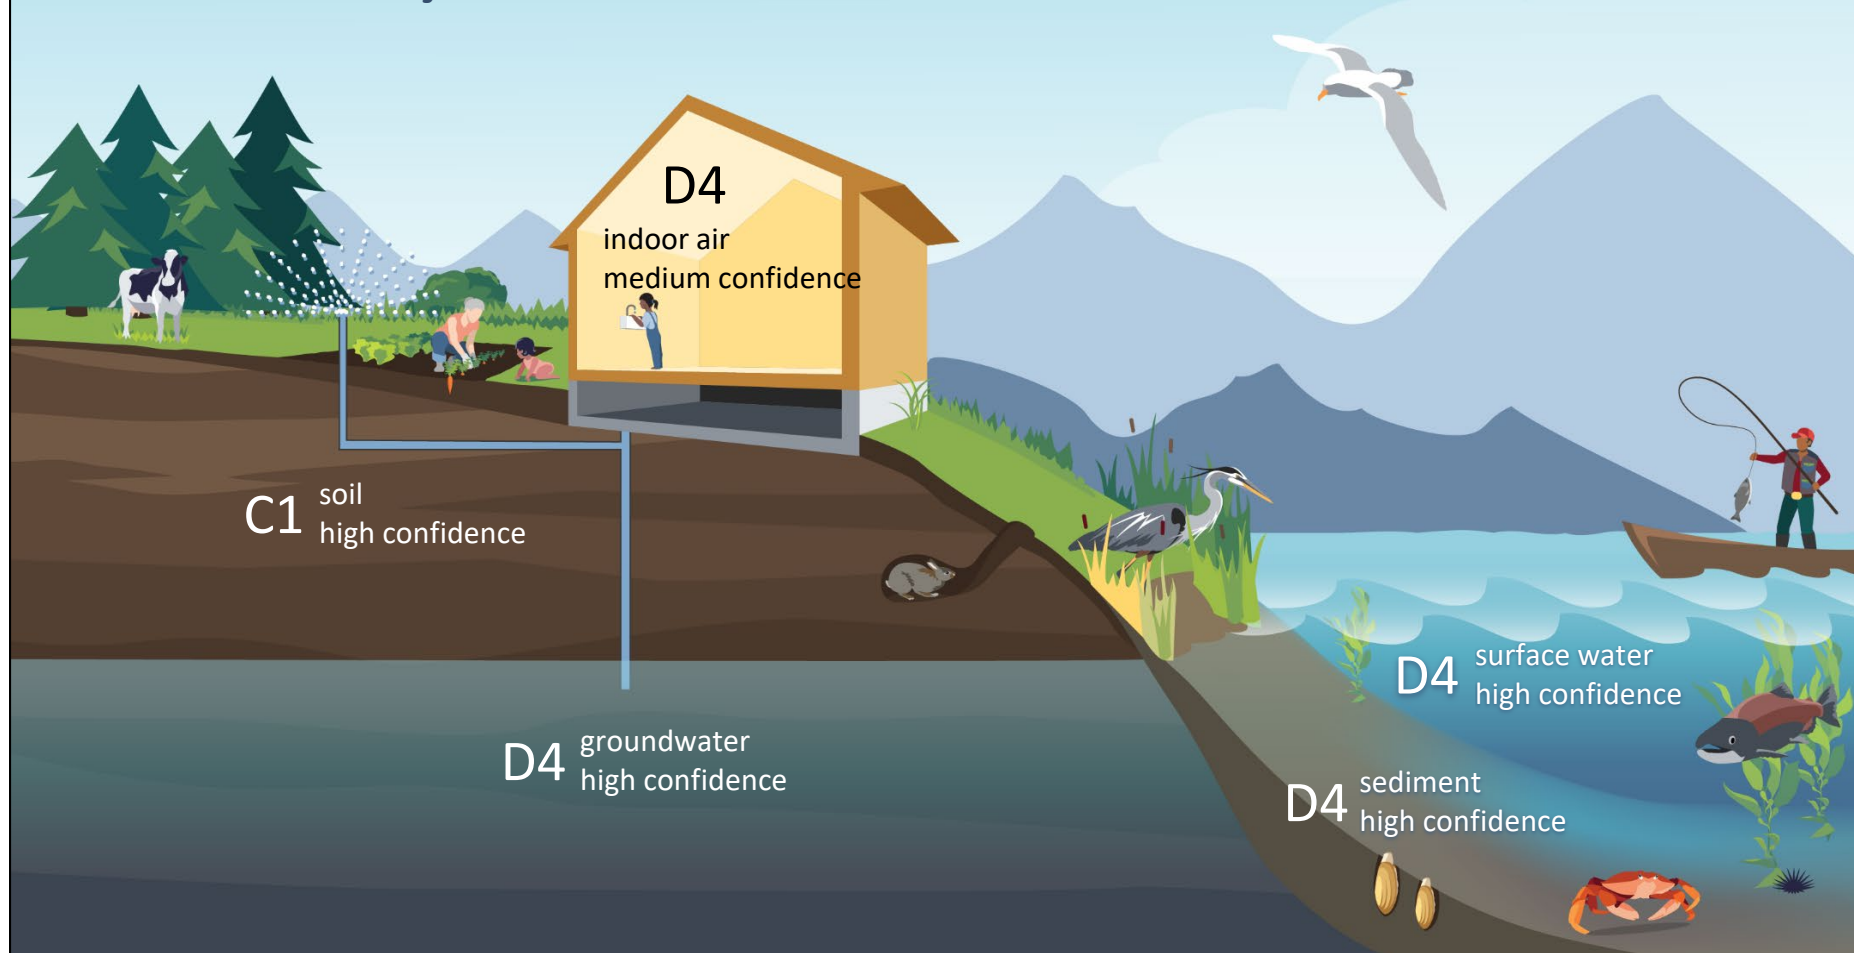 D4
indoor air
medium confidence
C1
soil
high confidence
D4
surface water
high confidence
D4
groundwater
high confidence
D4
sediment
high confidence